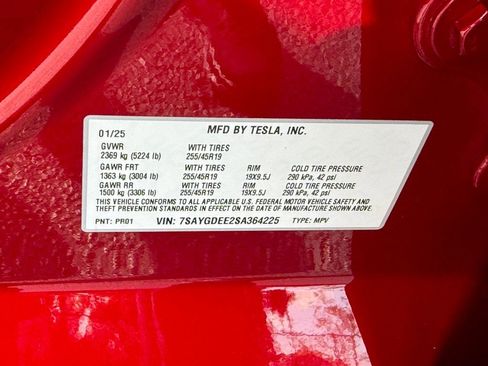 01/25 MFD BY TESLA, INC.
GVWR WITH TIRES
2369 kg (5224 lb) 255/45R19
GAWR FRT WITH TIRES RIM COLD TIRE PRESSURE
1363 kg (3004 lb) 255/45R19 19X9.5J 290 kPa, 42 psi
GAWR RR WITH TIRES RIM COLD TIRE PRESSURE
1500 kg (3306 lb) 255/45R19 19X9.5J 290 kPa, 42 psi
THIS VEHICLE CONFORMS TO ALL APPLICABLE U.S. FEDERAL MOTOR VEHICLE SAFETY AND
THEFT PREVENTION STANDARDS IN EFFECT ON THE DATE OF MANUFACTURE SHOWN ABOVE.
PNT: PR01 VIN: 7SAYGDEE2SA364225 TYPE: MPV